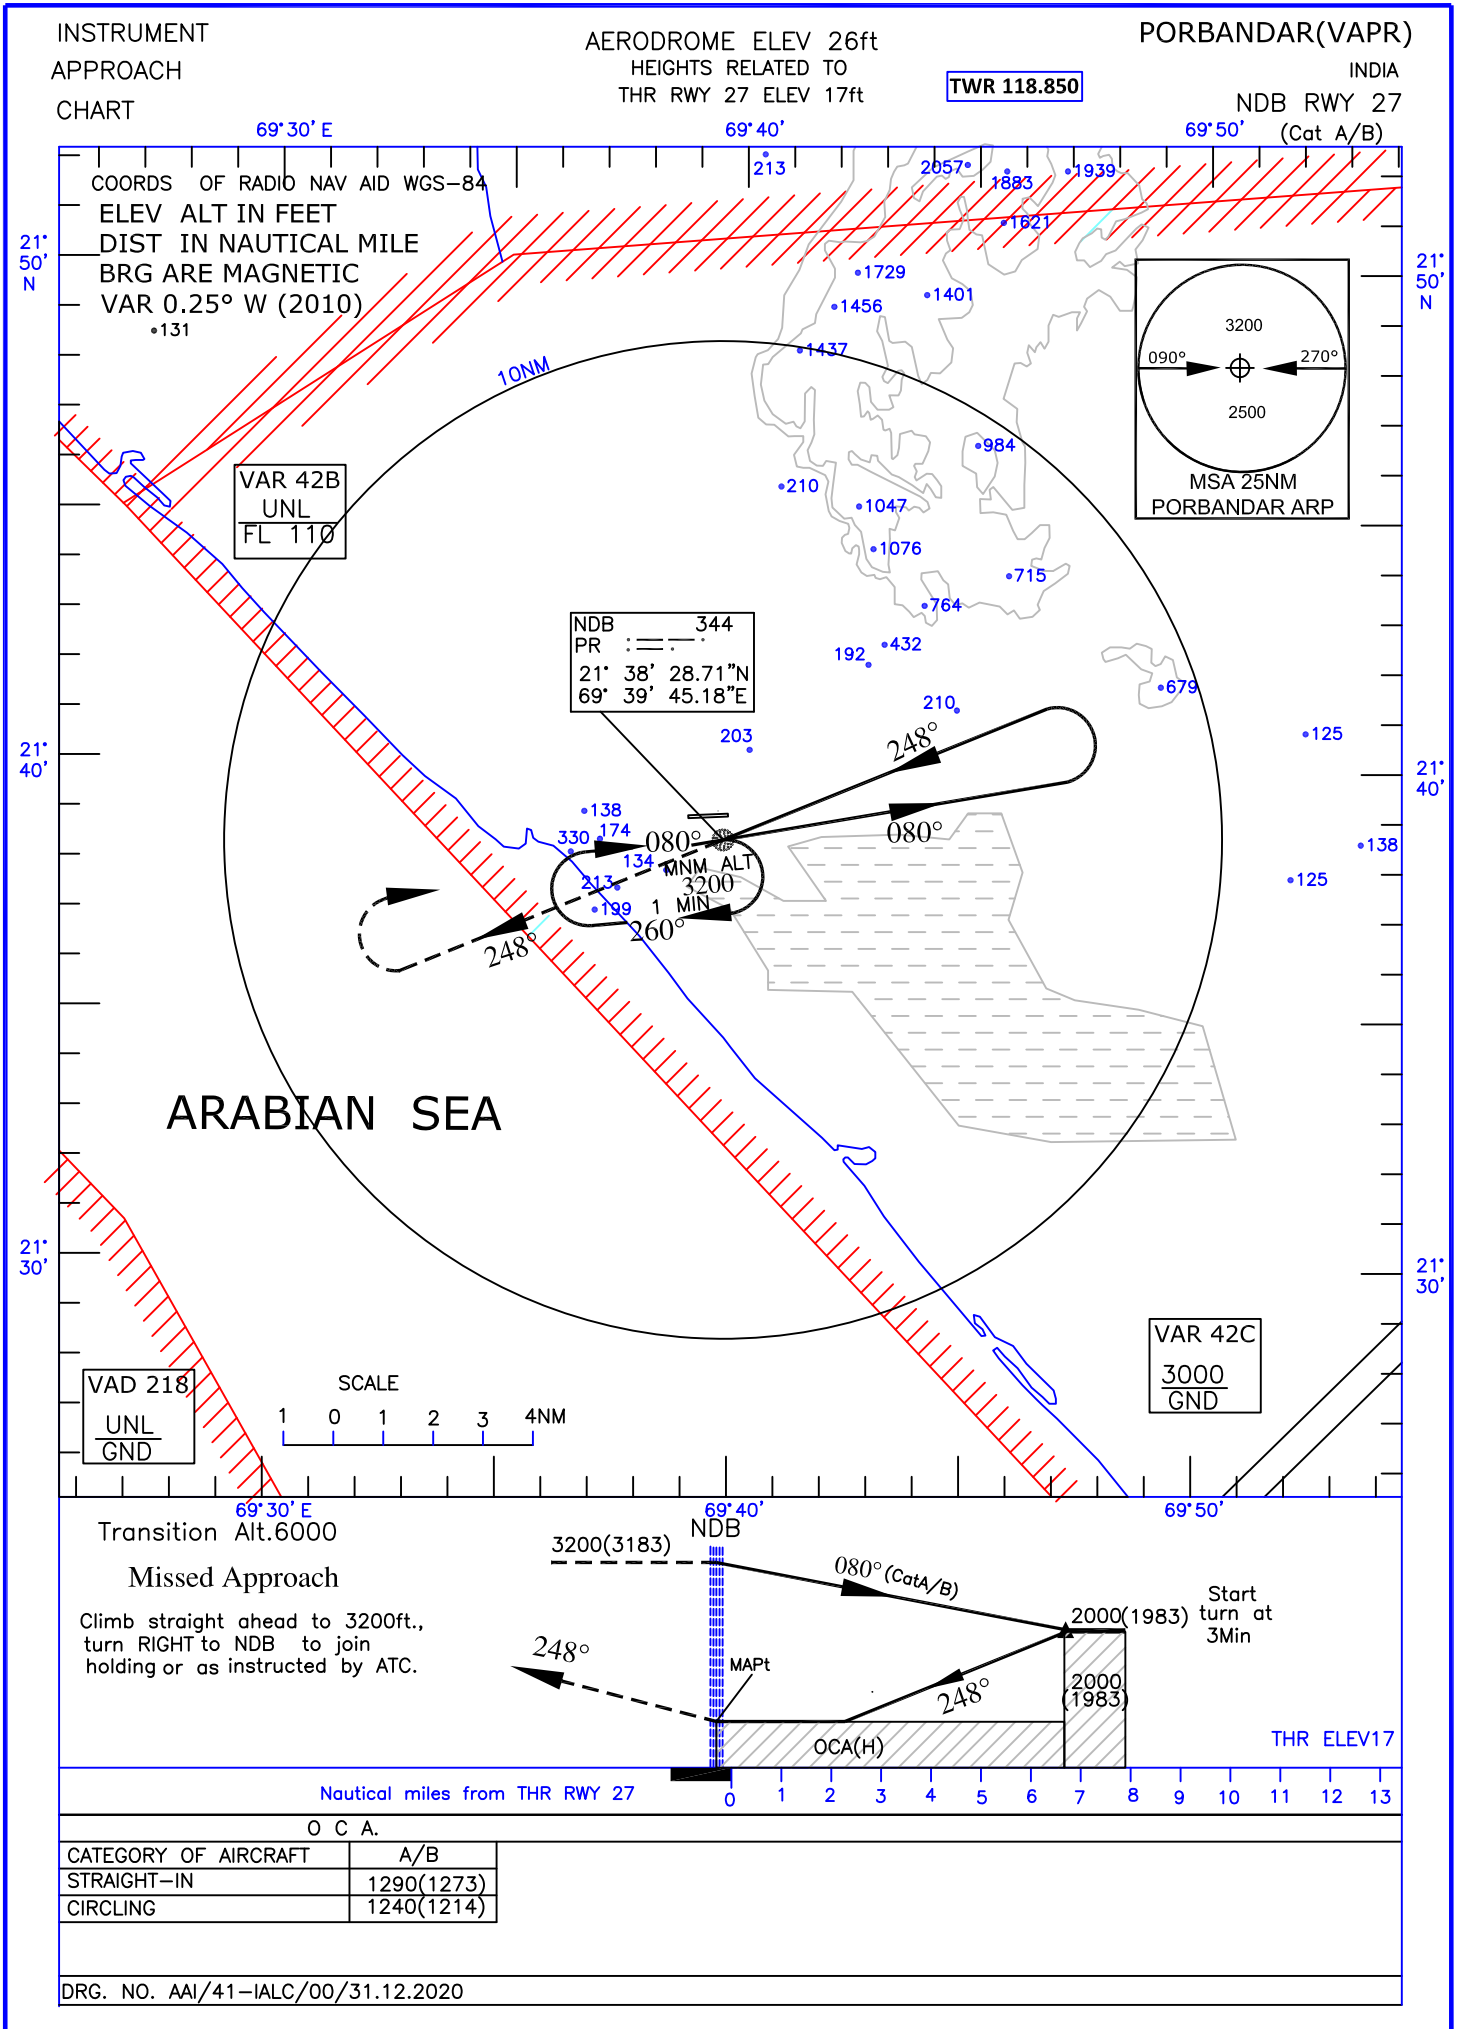 INSTRUMENT
APPROACH
CHART
AERODROME ELEV 26ft
HEIGHTS RELATED TO
THR RWY 27 ELEV 17ft
TWR 118.850
PORBANDAR(VAPR)
INDIA
NDB RWY 27
(Cat A/B)
69°30' E
69°40'
69°50'
COORDS OF RADIO NAV AID WGS-84
ELEV ALT IN FEET
DIST IN NAUTICAL MILE
BRG ARE MAGNETIC
VAR 0.25° W (2010)
131
213
2057
1883
1939
1621
1729
1456
1401
1437
21°
50'
N
21°
50'
N
3200
090°
270°
2500
MSA 25NM
PORBANDAR ARP
10NM
984
210
1047
1076
715
764
432
192
679
210
203
125
VAR 42B
UNL
FL 110
NDB 344
PR
21° 38' 28.71"N
69° 39' 45.18"E
21°
40'
21°
40'
248°
080°
138
174
330
134
213
199
080°
MNM ALT
3200
1 MIN
260°
248°
138
125
ARABIAN SEA
21°
30'
21°
30'
VAR 42C
3000
GND
VAD 218
UNL
GND
SCALE
1 0 1 2 3 4NM
69°30' E
69°40'
69°50'
Transition Alt.6000
Missed Approach
Climb straight ahead to 3200ft.,
turn RIGHT to NDB to join
holding or as instructed by ATC.
NDB
3200(3183)
080° (CatA/B)
2000(1983)
Start
turn at
3Min
248°
MAPt
248°
2000
(1983)
OCA(H)
THR ELEV17
Nautical miles from THR RWY 27
0 1 2 3 4 5 6 7 8 9 10 11 12 13
O C A.
CATEGORY OF AIRCRAFT A/B
STRAIGHT-IN 1290(1273)
CIRCLING 1240(1214)
DRG. NO. AAI/41-IALC/00/31.12.2020